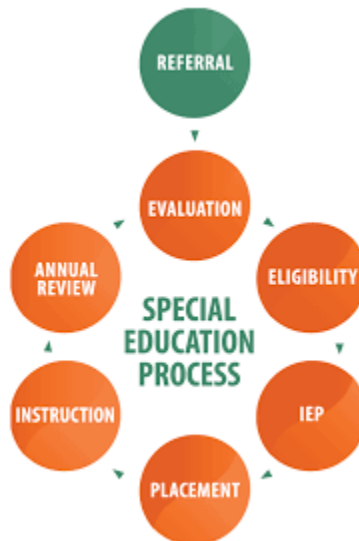 REFERRAL
EVALUATION
ELIGIBILITY
IEP
PLACEMENT
INSTRUCTION
ANNUAL
REVIEW
SPECIAL
EDUCATION
PROCESS